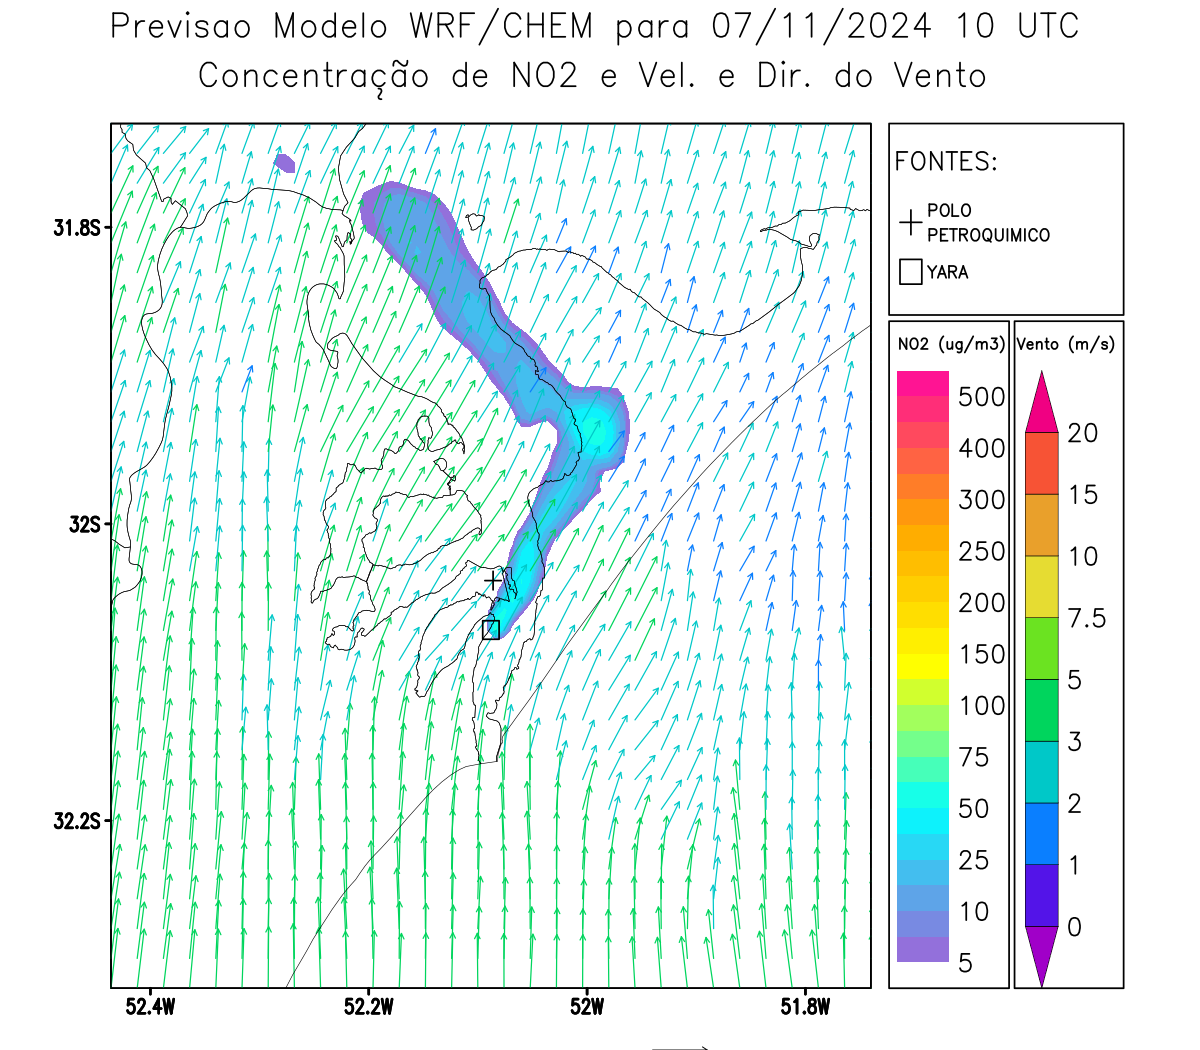 Previsao Modelo WRF/CHEM para 07/11/2024 10 UTC
Concentração de NO2 e Vel. e Dir. do Vento
FONTES:
POLO
PETROQUIMICO
YARA
NO2 (ug/m3)
500
400
300
250
200
150
100
75
50
25
10
5
Vento (m/s)
20
15
10
7.5
5
3
2
1
0
31.8S
32S
32.2S
52.4W
52.2W
52W
51.8W